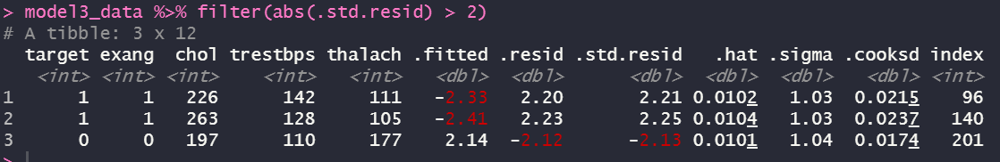 > model3_data %>% filter(abs(.std.resid) > 2)
# A tibble: 3 x 12
target exang chol trestbps thalach .fitted .resid .std.resid .hat .sigma .cooksd index
<int> <int> <int> <int> <int> <dbl> <dbl> <dbl> <dbl> <dbl> <dbl> <int>
1 1 1 226 142 111 -2.33 2.20 2.21 0.0102 1.03 0.0215 96
2 1 1 263 128 105 -2.41 2.23 2.25 0.0104 1.03 0.0237 140
3 0 0 197 110 177 2.14 -2.12 -2.13 0.0101 1.04 0.0174 201
>